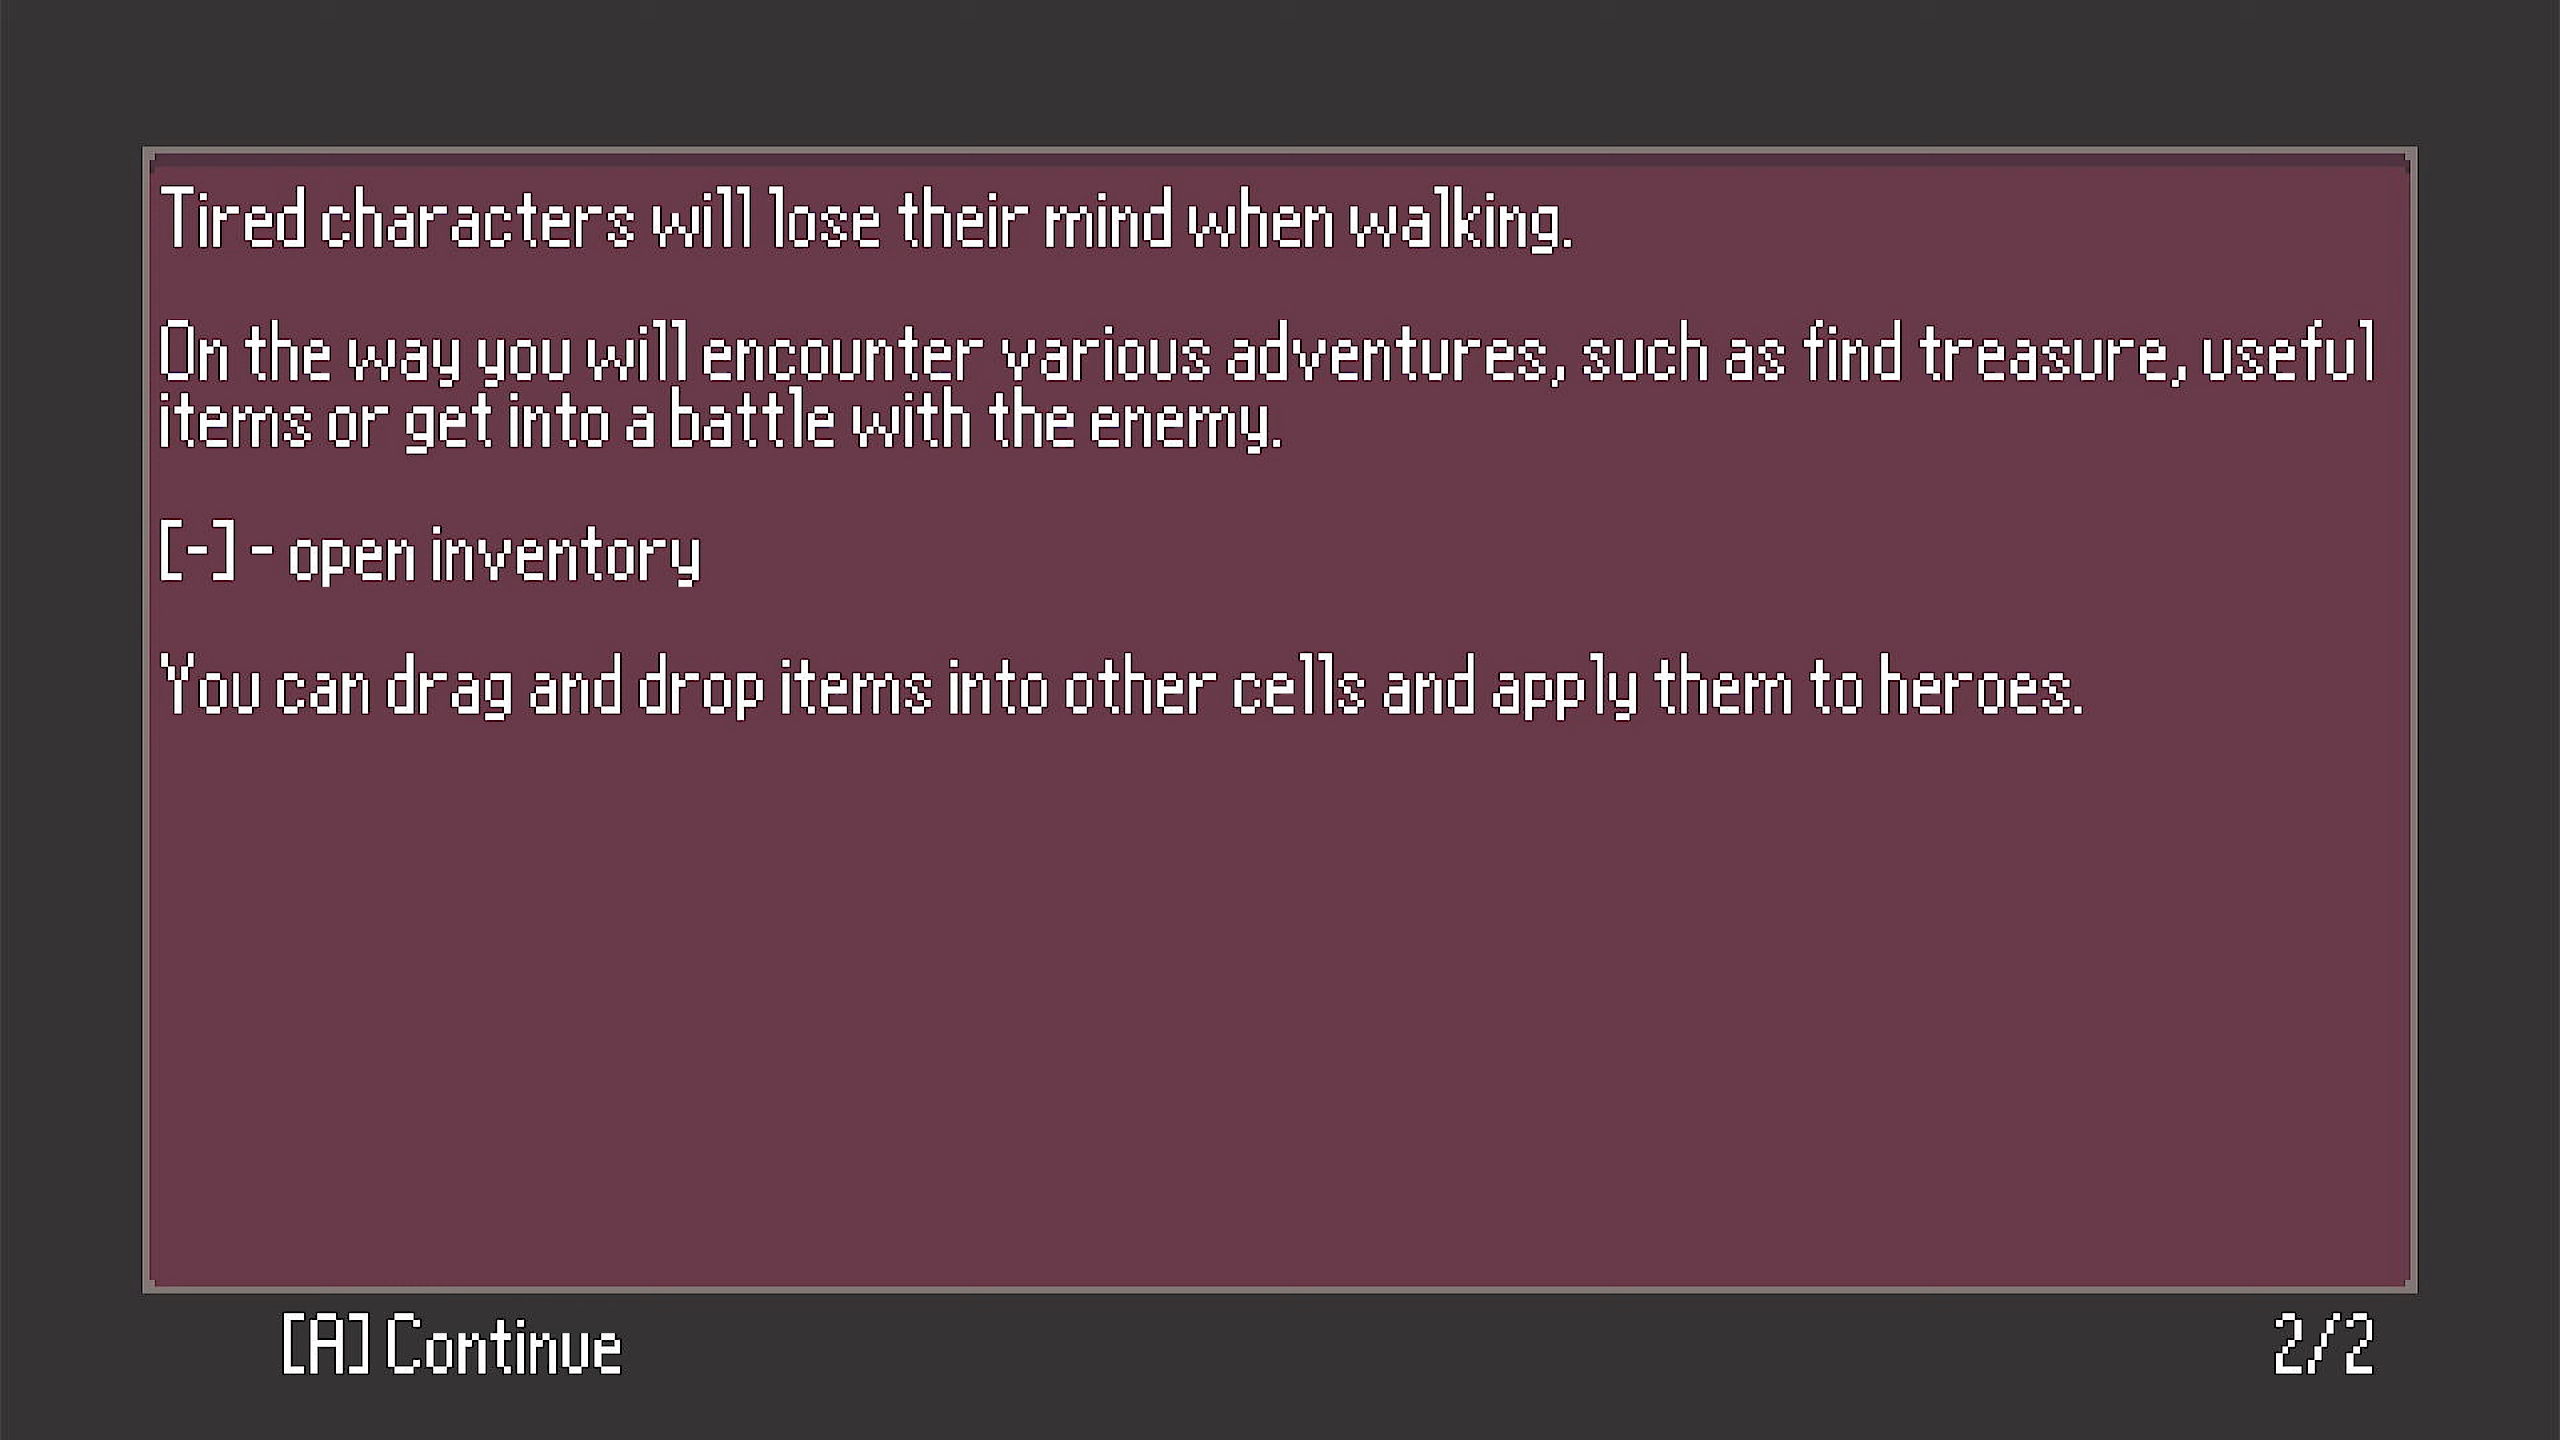 Tired characters will lose their mind when walking.
On the way you will encounter various adventures, such as find treasure, useful
items or get into a battle with the enemy.
[-] - open inventory
You can drag and drop items into other cells and apply them to heroes.
[A] Continue
2/2